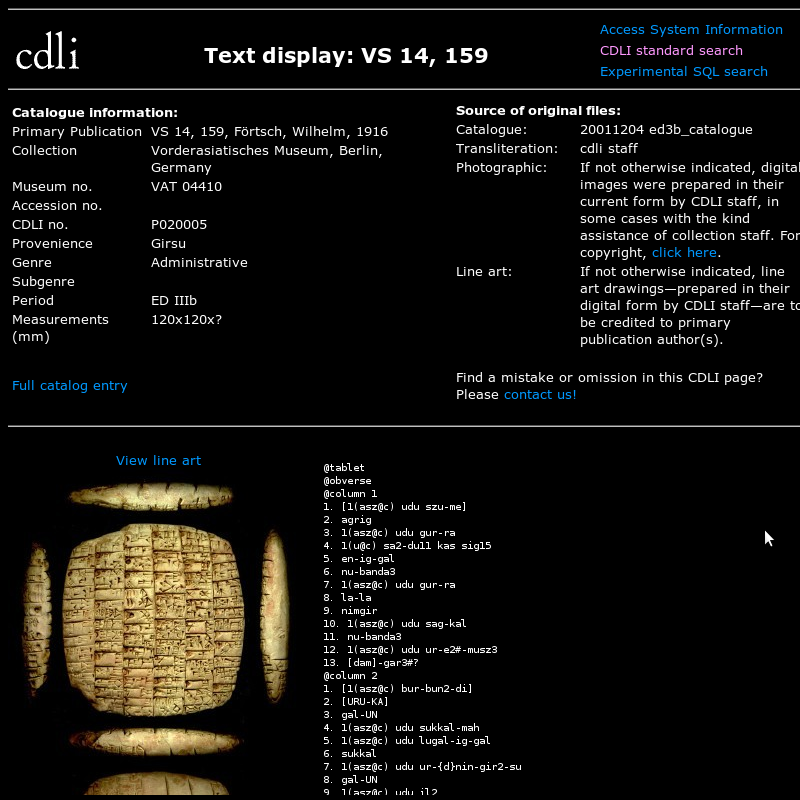 cdli
Text display: VS 14, 159
Access System Information
CDLI standard search
Experimental SQL search
Catalogue information:
Primary Publication VS 14, 159, Förtsch, Wilhelm, 1916
Collection Vorderasiatisches Museum, Berlin,
Germany
Museum no. VAT 04410
Accession no.
CDLI no. P020005
Provenience Girsu
Genre Administrative
Subgenre
Period ED IIIb
Measurements 120x120x?
(mm)
Full catalog entry
Source of original files:
Catalogue: 20011204 ed3b_catalogue
Transliteration: cdli staff
Photographic: If not otherwise indicated, digital
images were prepared in their
current form by CDLI staff, in
some cases with the kind
assistance of collection staff. For
copyright, click here.
Line art: If not otherwise indicated, line
art drawings—prepared in their
digital form by CDLI staff—are to
be credited to primary
publication author(s).
Find a mistake or omission in this CDLI page?
Please contact us!
View line art
@tablet
@obverse
@column 1
1. [1(asz@c) udu szu-me]
2. agrig
3. 1(asz@c) udu gur-ra
4. 1(u@c) sa2-du11 kas sig15
5. en-ig-gal
6. nu-banda3
7. 1(asz@c) udu gur-ra
8. la-la
9. nimgir
10. 1(asz@c) udu sag-kal
11. nu-banda3
12. 1(asz@c) udu ur-e2#-musz3
13. [dam]-gar3#?
@column 2
1. [1(asz@c) bur-bun2-di]
2. [URU-KA]
3. gal-UN
4. 1(asz@c) udu sukkal-mah
5. 1(asz@c) udu lugal-ig-gal
6. sukkal
7. 1(asz@c) udu ur-{d}nin-gir2-su
8. gal-UN
9. 1(asz@c) udu il2